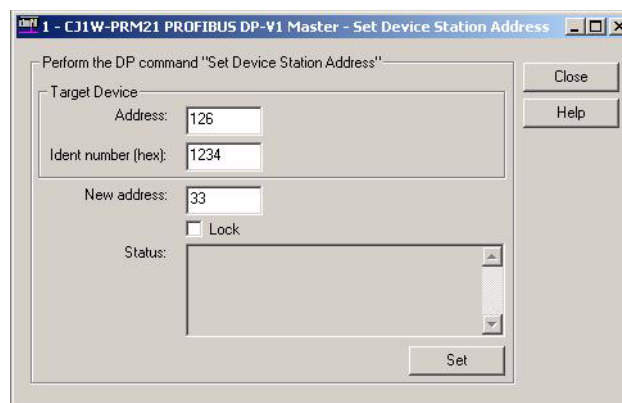 1 - CJ1W-PRM21 PROFIBUS DP-V1 Master - Set Device Station Address
Perform the DP command "Set Device Station Address"
Close
Target Device
Address: 126
Help
Ident number (hex): 1234
New address: 33
Lock
Status:
Set